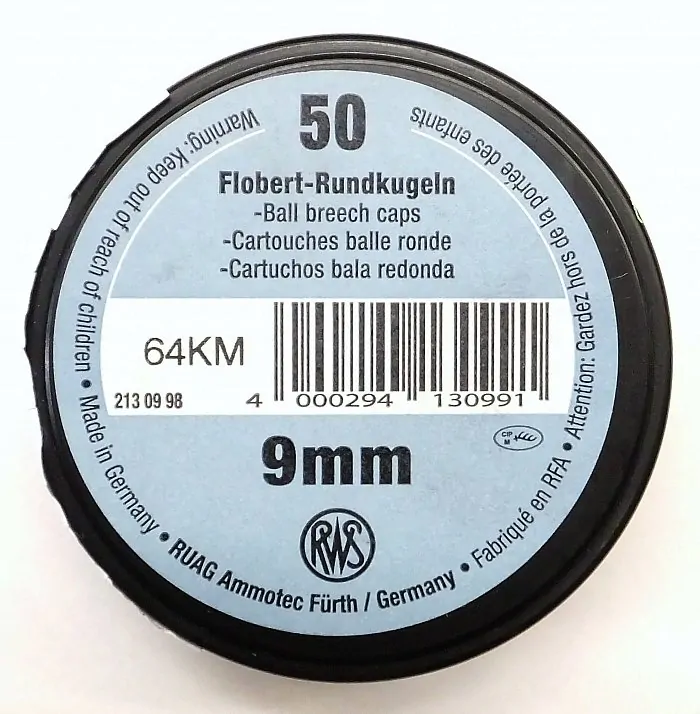 50
Flobert-Rundkugeln
-Ball breech caps
-Cartouches balle ronde
-Cartuchos bala redonda
64KM
213 09 98
4 000294 130991
9mm
CIP
M
RWS
Warning: Keep out of reach of children • Made in Germany • RUAG Ammotec Fürth / Germany • Fabriqué en RFA • Attention: Gardez hors de la portée des enfants